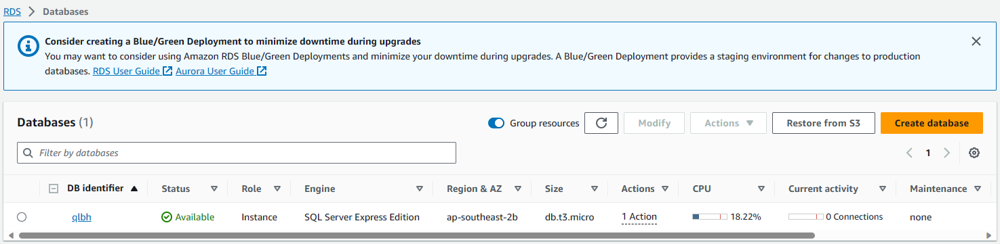 RDS > Databases
Consider creating a Blue/Green Deployment to minimize downtime during upgrades
You may want to consider using Amazon RDS Blue/Green Deployments and minimize your downtime during upgrades. A Blue/Green Deployment provides a staging environment for changes to production
databases. RDS User Guide Aurora User Guide
Databases (1) Group resources Modify Actions Restore from S3 Create database
Filter by databases 1
DB identifier Status Role Engine Region & AZ Size Actions CPU Current activity Maintenance
qlbh Available Instance SQL Server Express Edition ap-southeast-2b db.t3.micro 1 Action 18.22% 0 Connections none